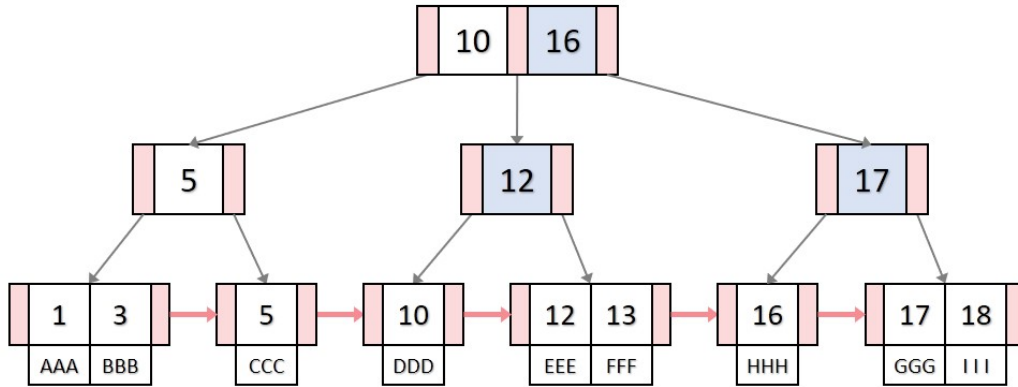 10 16
5 12 17
1 3 5 10 12 13 16 17 18
AAA BBB CCC DDD EEE FFF HHH GGG III